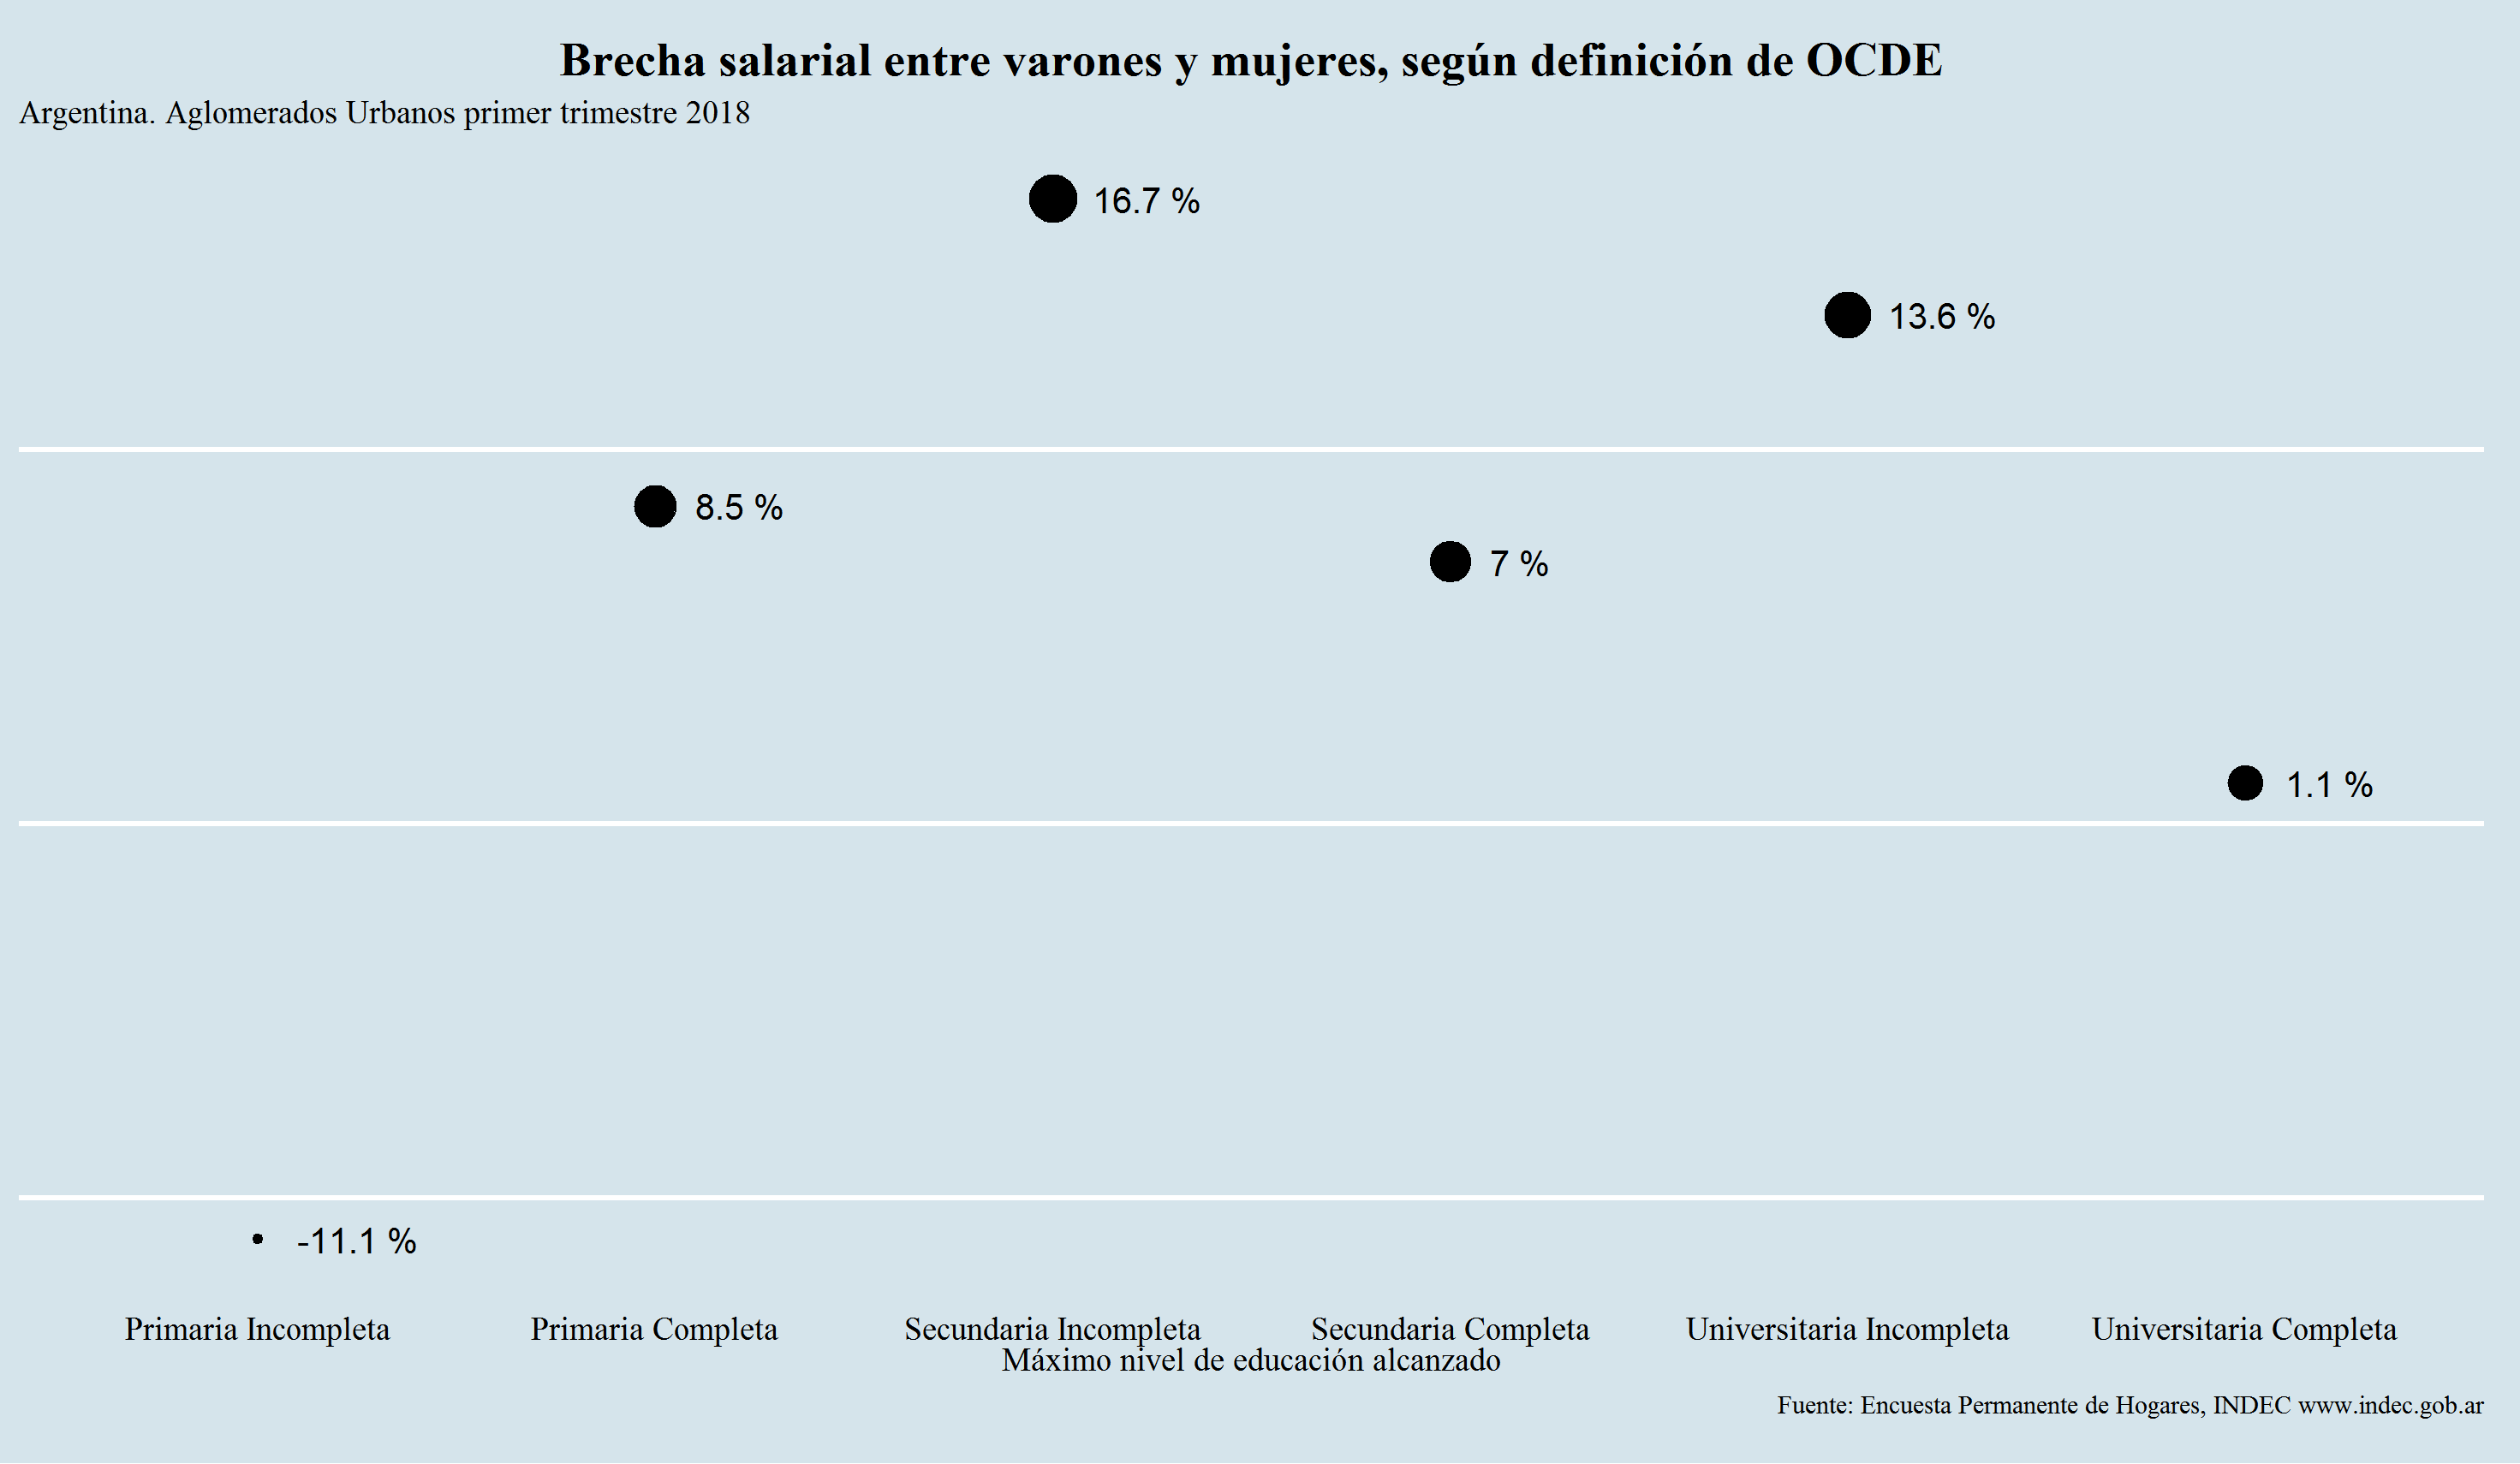 Brecha salarial entre varones y mujeres, según definición de OCDE
Argentina. Aglomerados Urbanos primer trimestre 2018
16.7 %
13.6 %
8.5 %
7 %
1.1 %
-11.1 %
Primaria Incompleta Primaria Completa Secundaria Incompleta Secundaria Completa Universitaria Incompleta Universitaria Completa
Máximo nivel de educación alcanzado
Fuente: Encuesta Permanente de Hogares, INDEC www.indec.gob.ar